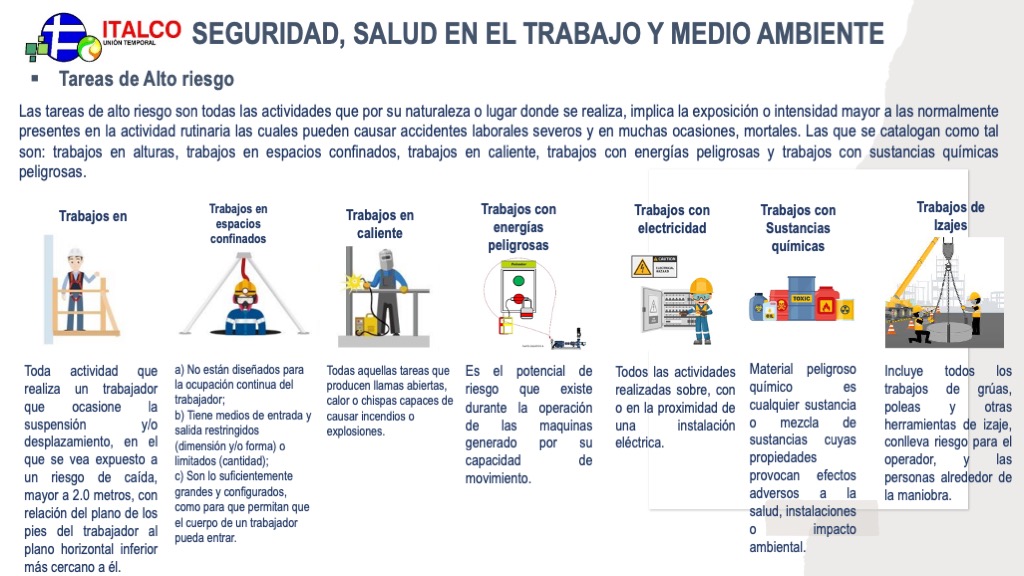 ITALCO
UNIÓN TEMPORAL
SEGURIDAD, SALUD EN EL TRABAJO Y MEDIO AMBIENTE
▪ Tareas de Alto riesgo
Las tareas de alto riesgo son todas las actividades que por su naturaleza o lugar donde se realiza, implica la exposición o intensidad mayor a las normalmente
presentes en la actividad rutinaria las cuales pueden causar accidentes laborales severos y en muchas ocasiones, mortales. Las que se catalogan como tal
son: trabajos en alturas, trabajos en espacios confinados, trabajos en caliente, trabajos con energías peligrosas y trabajos con sustancias químicas
peligrosas.
Trabajos en
Toda actividad que
realiza un trabajador
que ocasione la
suspensión y/o
desplazamiento, en el
que se vea expuesto a
un riesgo de caída,
mayor a 2.0 metros, con
relación del plano de los
pies del trabajador al
plano horizontal inferior
más cercano a él.
Trabajos en
espacios
confinados
a) No están diseñados para
la ocupación continua del
trabajador;
b) Tiene medios de entrada y
salida restringidos
(dimensión y/o forma) o
limitados (cantidad);
c) Son lo suficientemente
grandes y configurados,
como para que permitan que
el cuerpo de un trabajador
pueda entrar.
Trabajos en
caliente
Todas aquellas tareas que
producen llamas abiertas,
calor o chispas capaces de
causar incendios o
explosiones.
Trabajos con
energías
peligrosas
Es el potencial de
riesgo que existe
durante la operación
de las maquinas
generado por su
capacidad de
movimiento.
Trabajos con
electricidad
CAUTION
Todos las actividades
realizadas sobre, con
o en la proximidad de
una instalación
eléctrica.
Trabajos con
Sustancias
químicas
TOXIC
Material peligroso
químico es
cualquier sustancia
o mezcla de
sustancias cuyas
propiedades
provocan efectos
adversos a la
salud, instalaciones
o impacto
ambiental.
Trabajos de
Izajes
Incluye todos los
trabajos de grúas,
poleas y otras
herramientas de izaje,
conlleva riesgo para el
operador, y las
personas alrededor de
la maniobra.